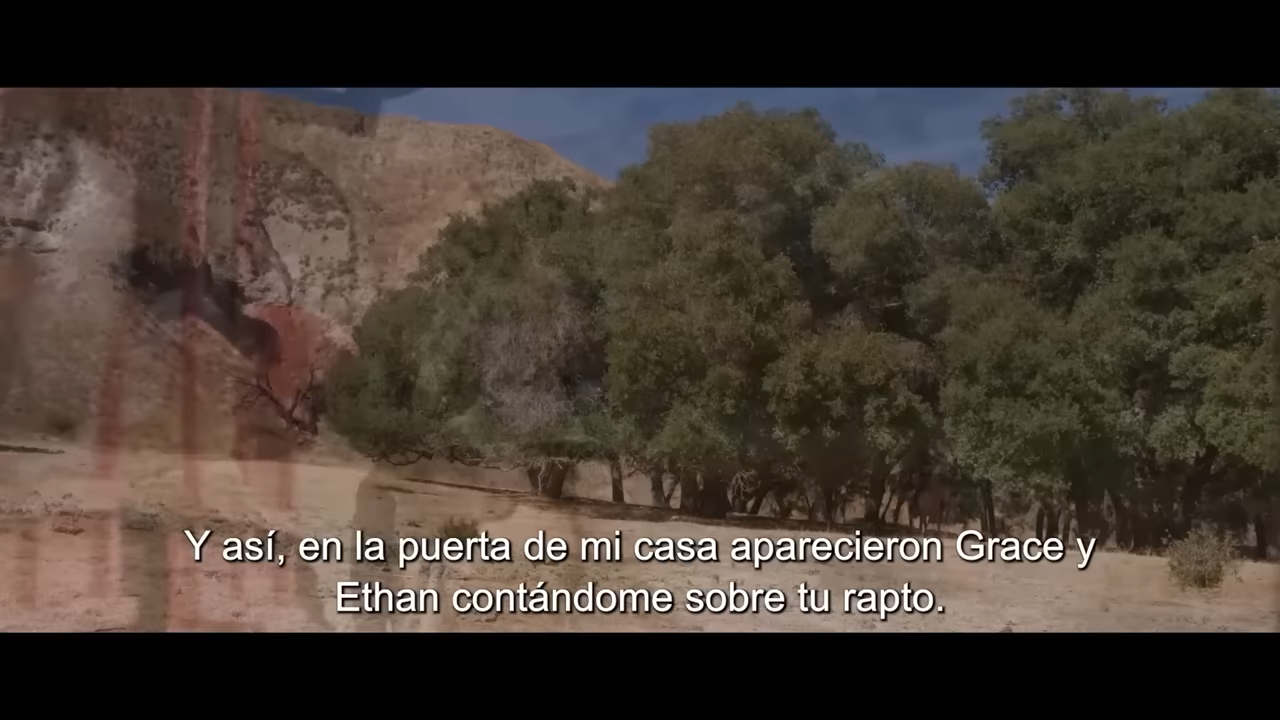 Y así, en la puerta de mi casa aparecieron Grace y
Ethan contándome sobre tu rapto.